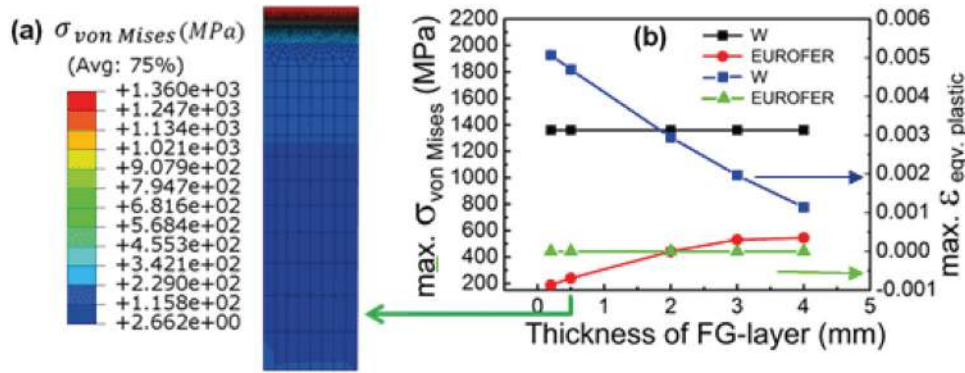 (a) σ von Mises (MPa)
(Avg: 75%)
+1.360e+03
+1.247e+03
+1.134e+03
+1.021e+03
+9.079e+02
+7.947e+02
+6.816e+02
+5.684e+02
+4.553e+02
+3.421e+02
+2.290e+02
+1.158e+02
+2.662e+00
(b)
W
EUROFER
W
EUROFER
max. σ von Mises (MPa)
2200
2000
1800
1600
1400
1200
1000
800
600
400
200
0 1 2 3 4 5
Thickness of FG-layer (mm)
0.006
0.005
0.004
0.003
0.002
0.001
0.000
-0.001
max. ε eqv. plastic